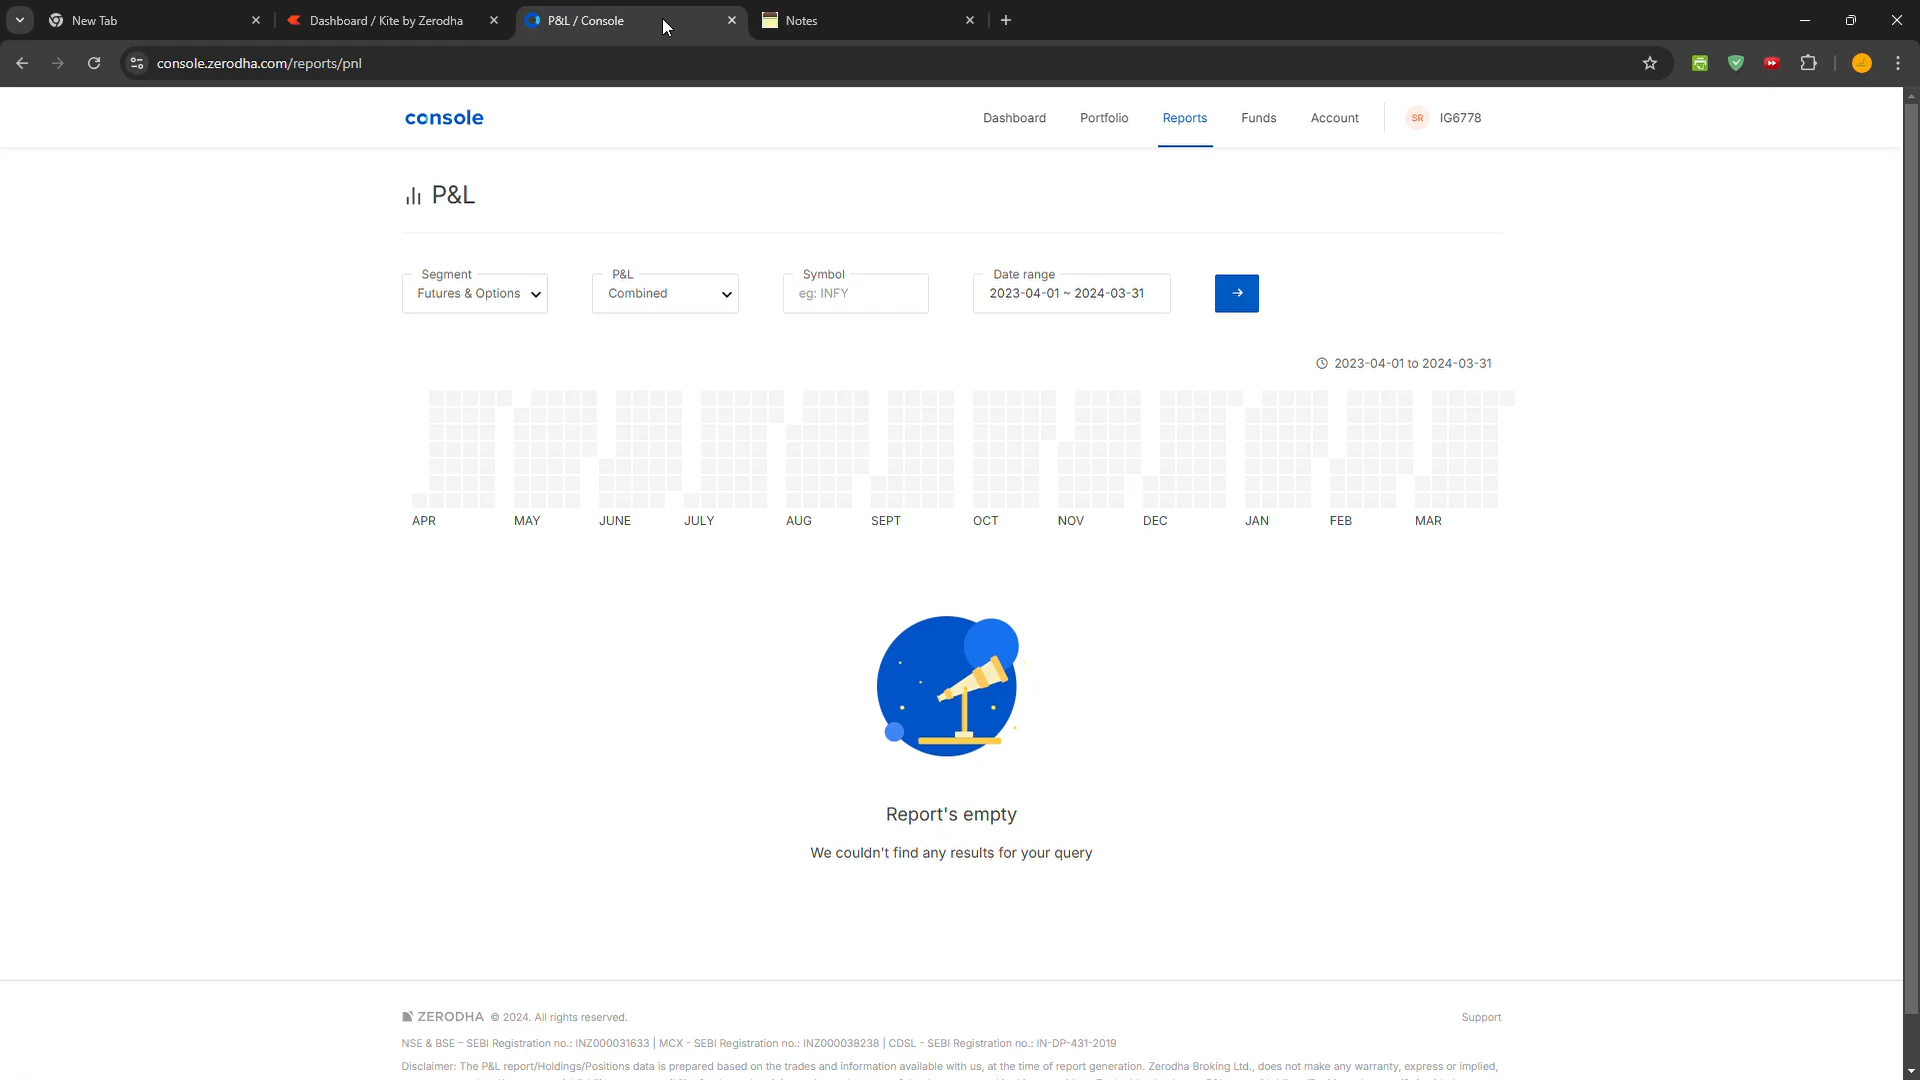 New Tab
Dashboard / Kite by Zerodha
P&L / Console
Notes
console.zerodha.com/reports/pnl
console
Dashboard
Portfolio
Reports
Funds
Account
SR
IG6778
P&L
Segment
Futures & Options
P&L
Combined
Symbol
eg: INFY
Date range
2023-04-01 ~ 2024-03-31
2023-04-01 to 2024-03-31
APR
MAY
JUNE
JULY
AUG
SEPT
OCT
NOV
DEC
JAN
FEB
MAR
Report's empty
We couldn't find any results for your query
ZERODHA © 2024. All rights reserved.
Support
NSE & BSE – SEBI Registration no.: INZ000031633 | MCX - SEBI Registration no.: INZ000038238 | CDSL - SEBI Registration no.: IN-DP-431-2019
Disclaimer: The P&L report/Holdings/Positions data is prepared based on the trades and information available with us, at the time of report generation. Zerodha Broking Ltd., does not make any warranty, express or implied,